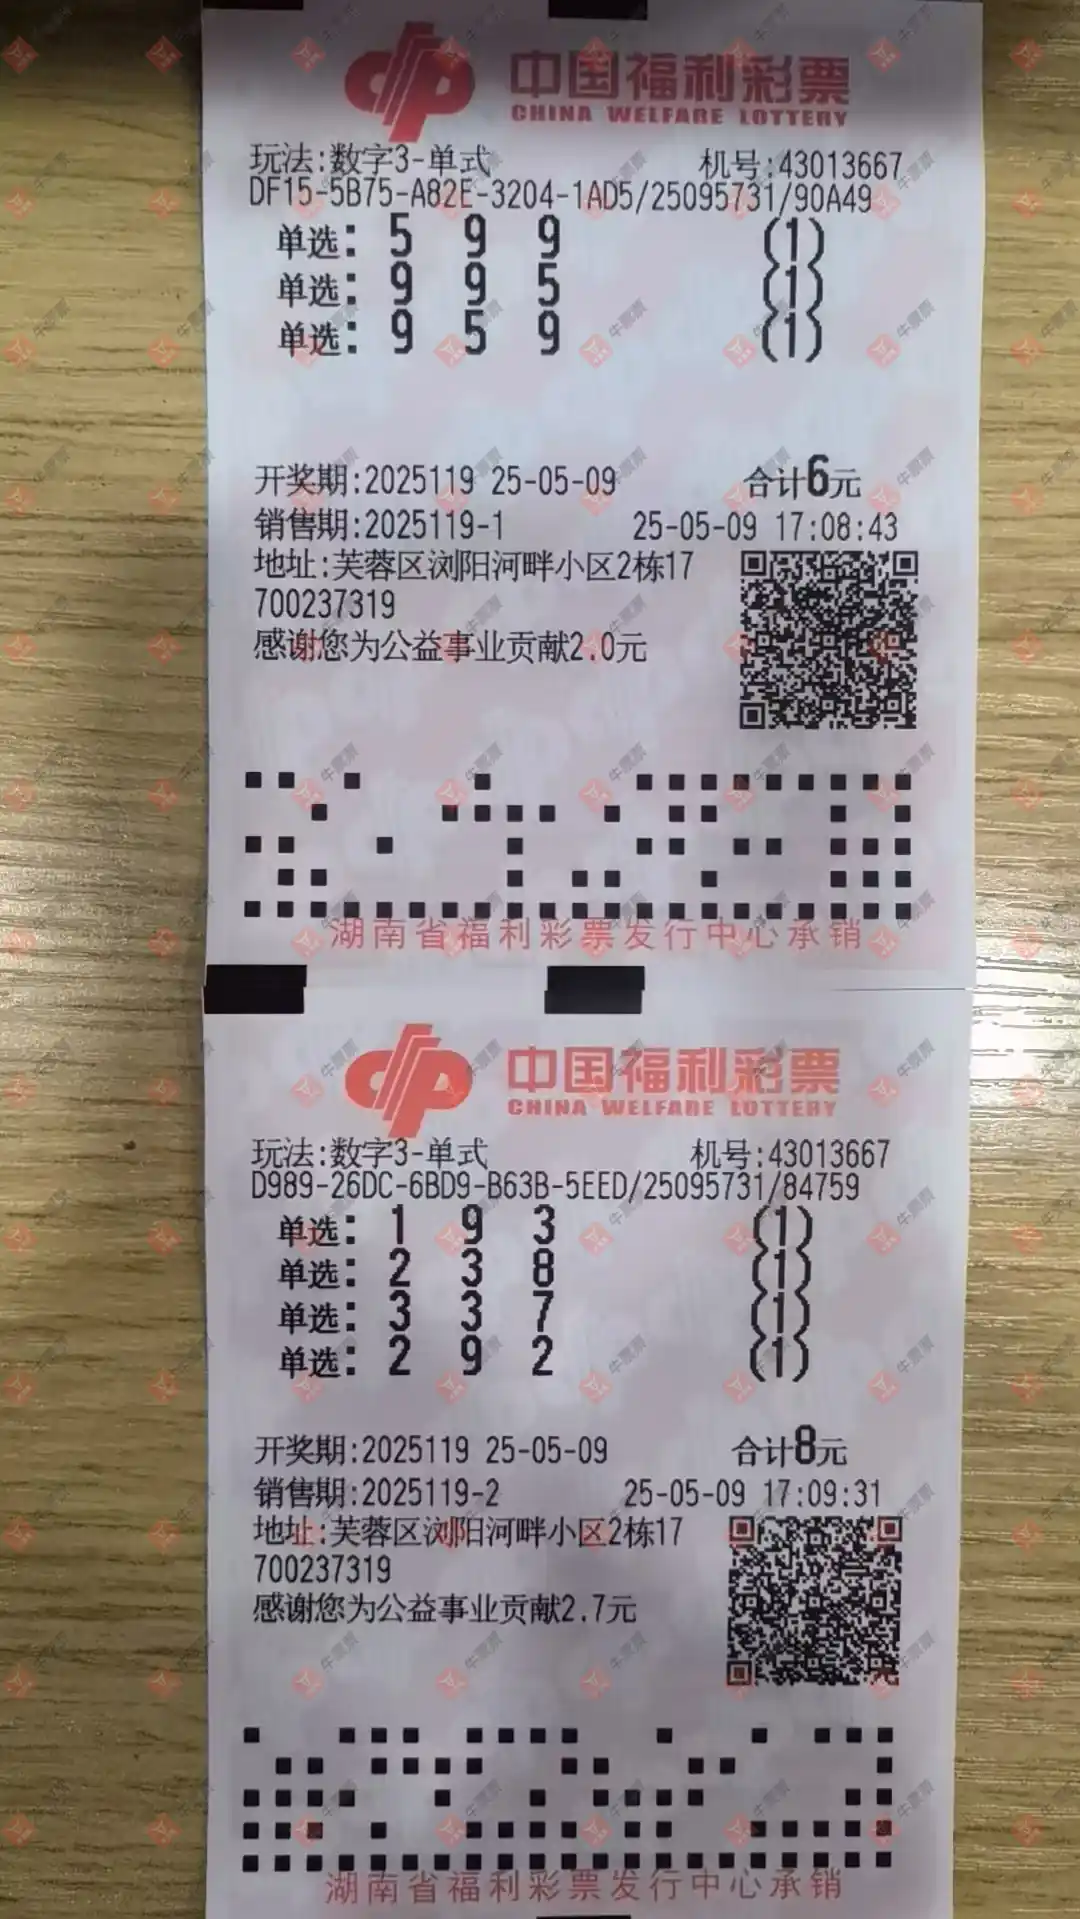 中国福利彩票
CHINA WELFARE LOTTERY
玩法:数字3-单式 机号:43013667
DF15-5B75-A82E-3204-1AD5/25095731/90A49
单选: 5 9 9 (1)
单选: 9 9 5 (1)
单选: 9 5 9 (1)
开奖期:2025119 25-05-09 合计6元
销售期:2025119-1 25-05-09 17:08:43
地址:芙蓉区浏阳河畔小区2栋17
700237319
感谢您为公益事业贡献2.0元
湖南省福利彩票发行中心承销
中国福利彩票
CHINA WELFARE LOTTERY
玩法:数字3-单式 机号:43013667
D989-26DC-6BD9-B63B-5EED/25095731/84759
单选: 1 9 3 (1)
单选: 2 3 8 (1)
单选: 3 3 7 (1)
单选: 2 9 2 (1)
开奖期:2025119 25-05-09 合计8元
销售期:2025119-2 25-05-09 17:09:31
地址:芙蓉区浏阳河畔小区2栋17
700237319
感谢您为公益事业贡献2.7元
湖南省福利彩票发行中心承销